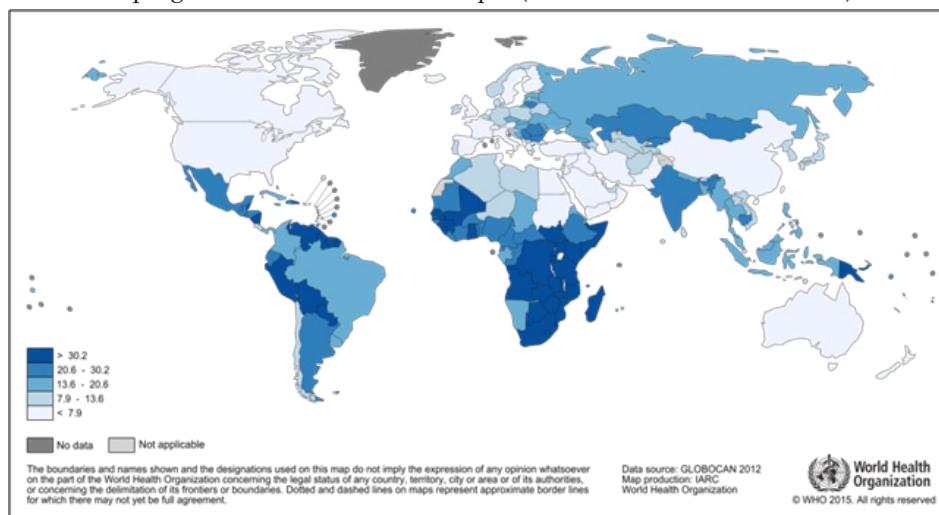 > 30.2
20.6 - 30.2
13.6 - 20.6
7.9 - 13.6
< 7.9
No data
Not applicable
The boundaries and names shown and the designations used on this map do not imply the expression of any opinion whatsoever
on the part of the World Health Organization concerning the legal status of any country, territory, city or area or of its authorities,
or concerning the delimitation of its frontiers or boundaries. Dotted and dashed lines on maps represent approximate border lines
for which there may not yet be full agreement.
Data source: GLOBOCAN 2012
Map production: IARC
World Health Organization
World Health
Organization
© WHO 2015. All rights reserved